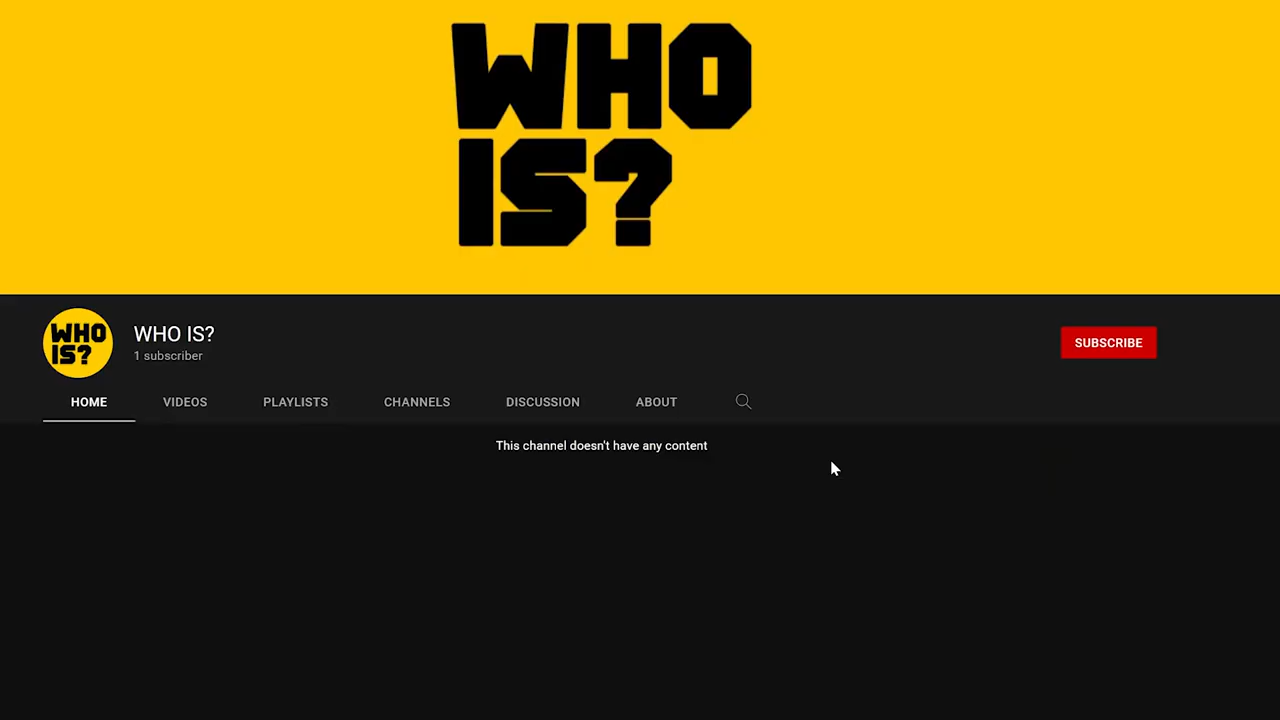 WHO
IS?
WHO
IS?
WHO IS?
1 subscriber
SUBSCRIBE
HOME VIDEOS PLAYLISTS CHANNELS DISCUSSION ABOUT
This channel doesn't have any content